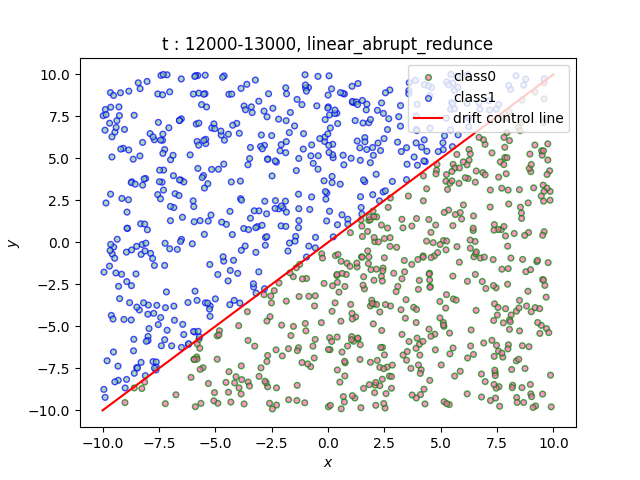 t : 12000-13000, linear_abrupt_redunce
class0
class1
drift control line
10.0
7.5
5.0
2.5
0.0
−2.5
−5.0
−7.5
−10.0
y
−10.0 −7.5 −5.0 −2.5 0.0 2.5 5.0 7.5 10.0
x